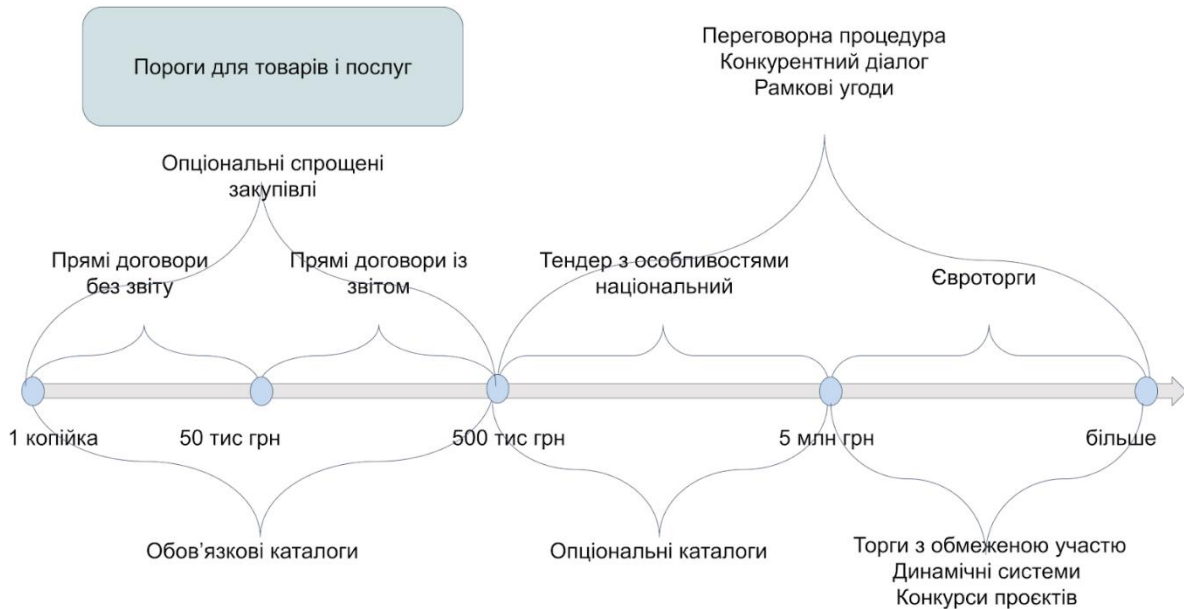 Пороги для товарів і послуг
Переговорна процедура
Конкурентний діалог
Рамкові угоди
Опціональні спрощені
закупівлі
Прямі договори
без звіту
Прямі договори із
звітом
Тендер з особливостями
національний
Євроторги
1 копійка
50 тис грн
500 тис грн
5 млн грн
більше
Обов’язкові каталоги
Опціональні каталоги
Торги з обмеженою участю
Динамічні системи
Конкурси проєктів